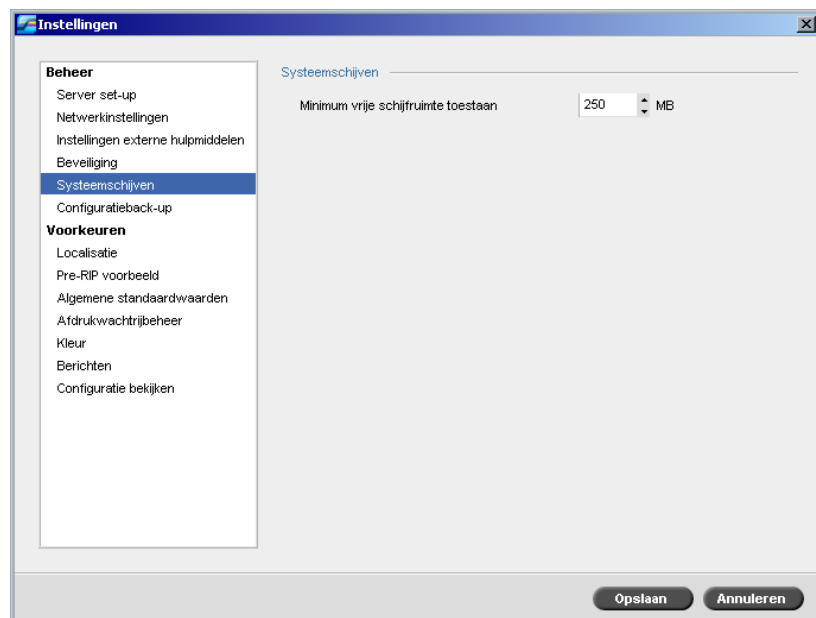 Instellingen
Beheer
Server set-up
Netwerkinstellingen
Instellingen externe hulpmiddelen
Beveiliging
Systeemschijven
Configuratieback-up
Voorkeuren
Localisatie
Pre-RIP voorbeeld
Algemene standaardwaarden
Afdrukwachtrijbeheer
Kleur
Berichten
Configuratie bekijken
Systeemschijven
Minimum vrije schijfruimte toestaan 250 MB
Opslaan Annuleren